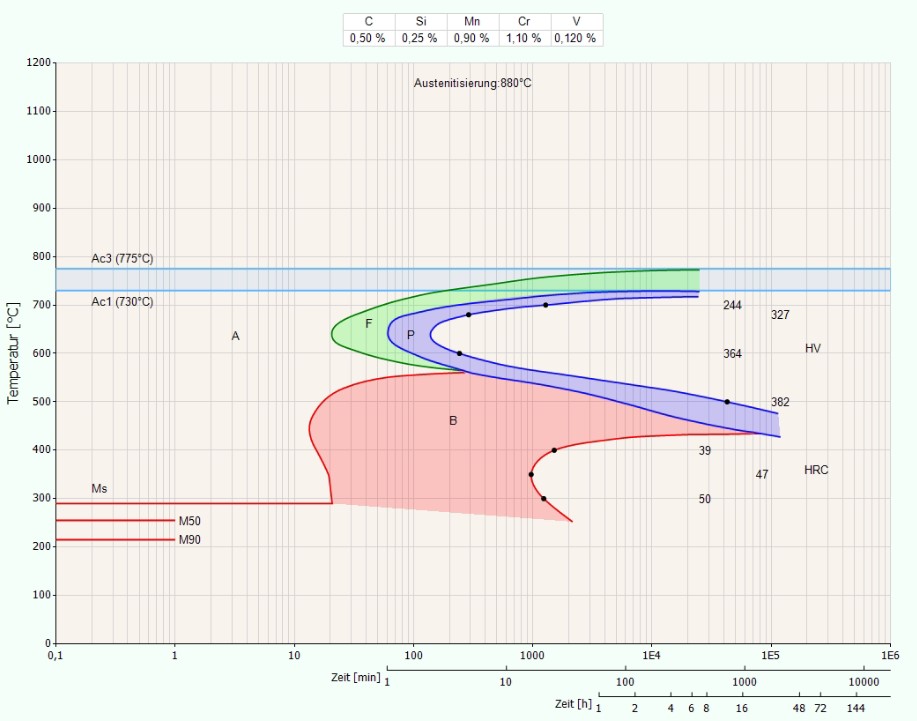 C Si Mn Cr V
0,50 % 0,25 % 0,90 % 1,10 % 0,120 %
Austenitisierung:880°C
Temperatur [°C]
1200
1100
1000
900
800
700
600
500
400
300
200
100
0
Ac3 (775°C)
Ac1 (730°C)
A
F
P
B
Ms
M50
M90
244
327
HV
364
382
39
47
HRC
50
0,1 1 10 100 1000 1E4 1E5 1E6
Zeit [min] 1 10 100 1000 10000
Zeit [h] 1 2 4 6 8 16 48 72 144